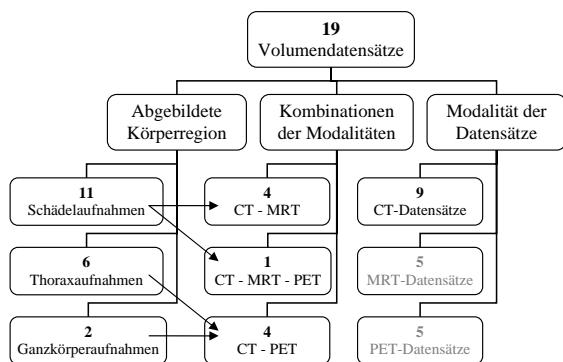 19
Volumendatensätze
Abgebildete
Körperregion
Kombinationen
der Modalitäten
Modalität der
Datensätze
11
Schädelaufnahmen
4
CT - MRT
9
CT-Datensätze
6
Thoraxaufnahmen
1
CT - MRT - PET
5
MRT-Datensätze
2
Ganzkörperaufnahmen
4
CT - PET
5
PET-Datensätze